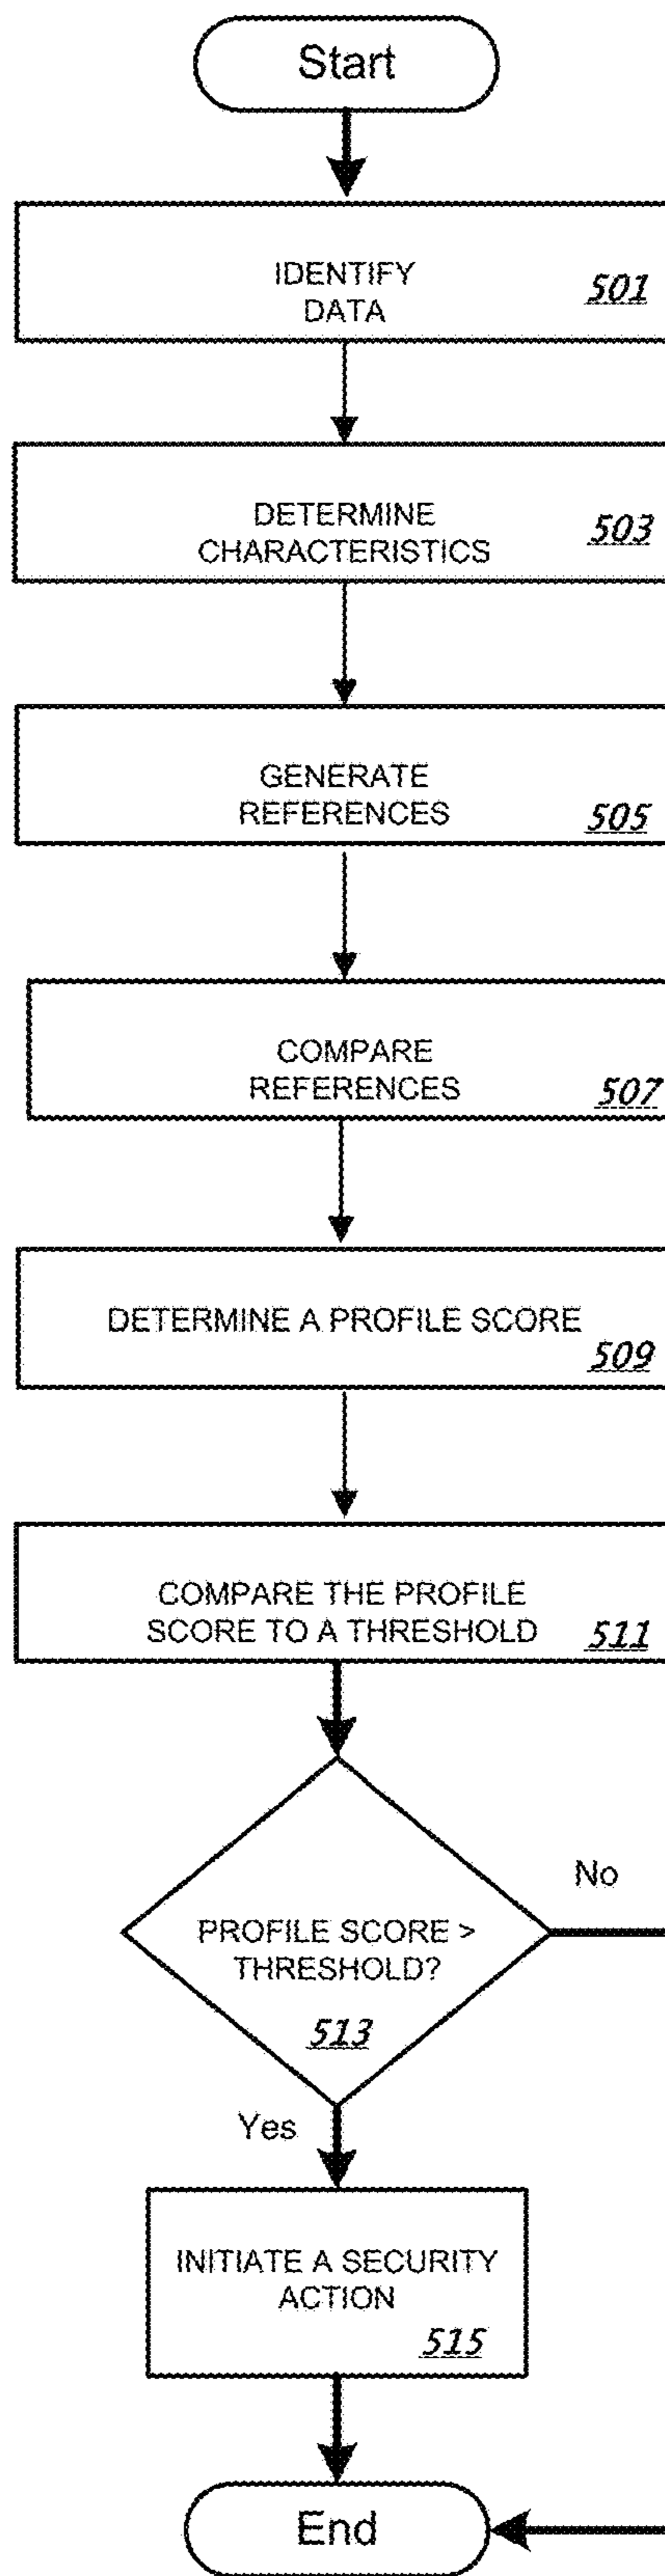 Start
IDENTIFY
DATA
501
DETERMINE
CHARACTERISTICS
503
GENERATE
REFERENCES
505
COMPARE
REFERENCES
507
DETERMINE A PROFILE SCORE
509
COMPARE THE PROFILE
SCORE TO A THRESHOLD
511
No
PROFILE SCORE >
THRESHOLD?
513
Yes
INITIATE A SECURITY
ACTION
515
End